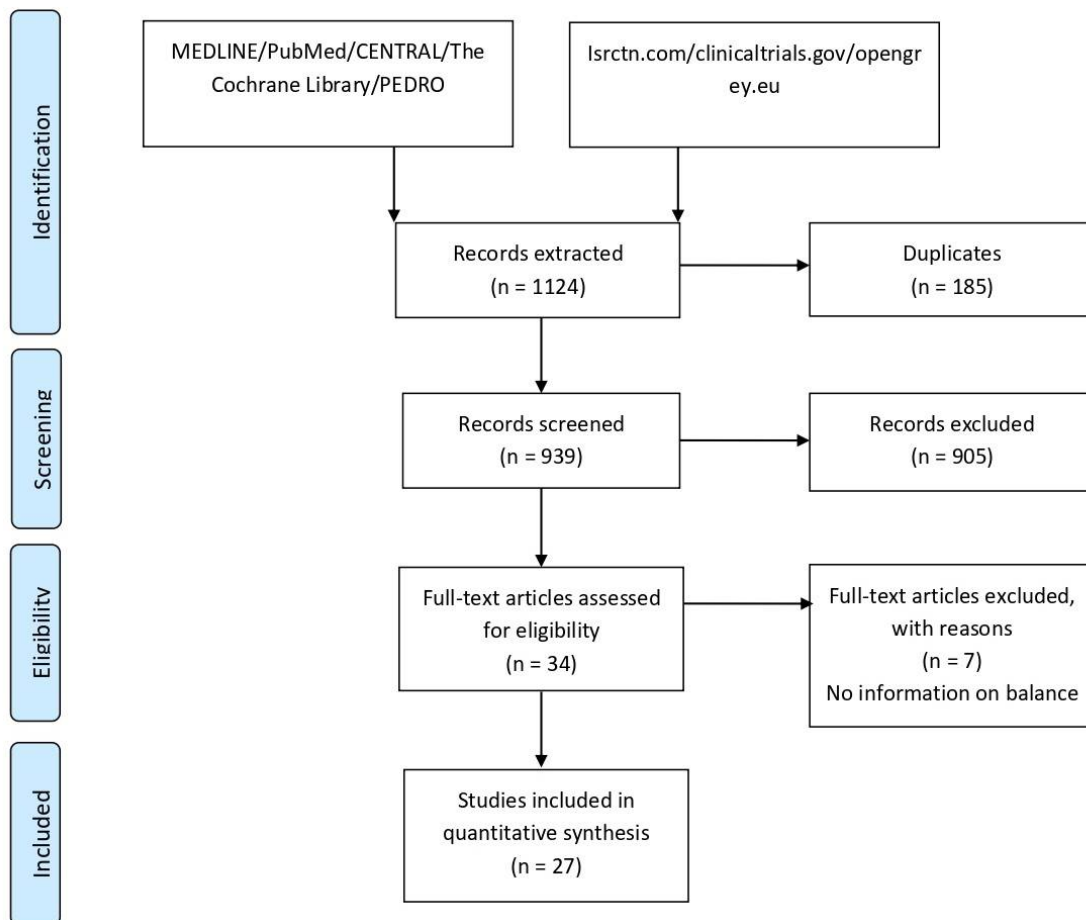 MEDLINE/PubMed/CENTRAL/The
Cochrane Library/PEDRO
Isrctn.com/clinicaltrials.gov/opengr
ey.eu
Identification
Records extracted
(n = 1124)
Duplicates
(n = 185)
Screening
Records screened
(n = 939)
Records excluded
(n = 905)
Eligibility
Full-text articles assessed
for eligibility
(n = 34)
Full-text articles excluded,
with reasons
(n = 7)
No information on balance
Included
Studies included in
quantitative synthesis
(n = 27)